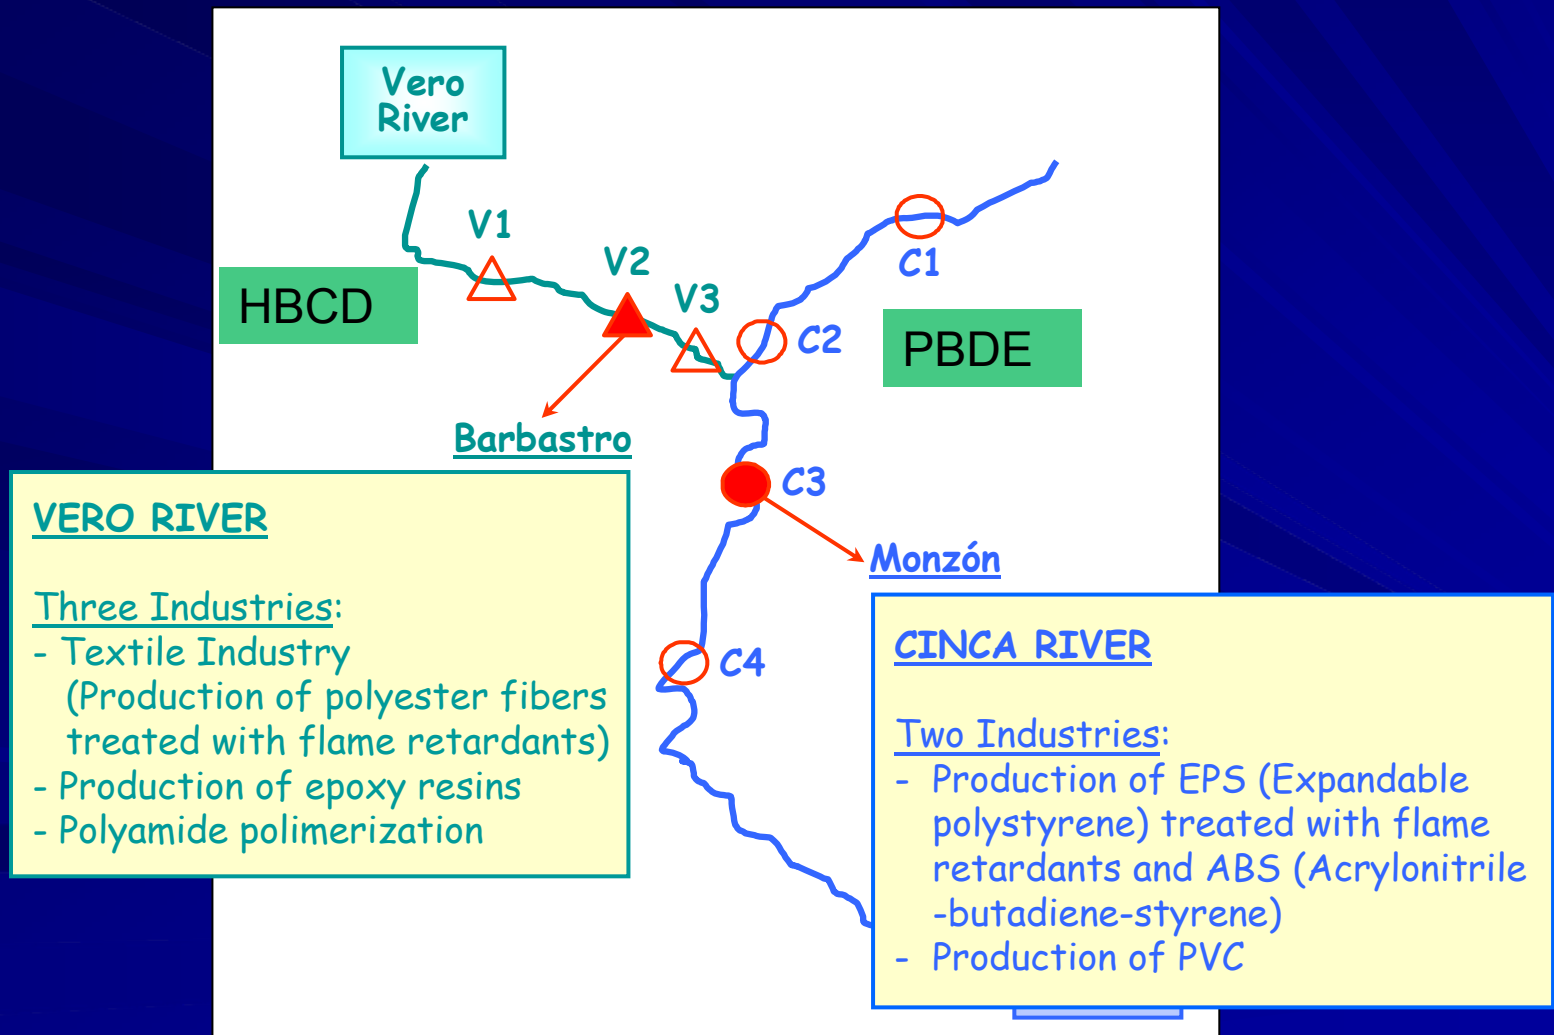 Vero
River
V1
V2
V3
C1
C2
HBCD
PBDE
Barbastro
C3
Monzón
C4
VERO RIVER
Three Industries:
- Textile Industry
(Production of polyester fibers
treated with flame retardants)
- Production of epoxy resins
- Polyamide polimerization
CINCA RIVER
Two Industries:
- Production of EPS (Expandable
polystyrene) treated with flame
retardants and ABS (Acrylonitrile
-butadiene-styrene)
- Production of PVC